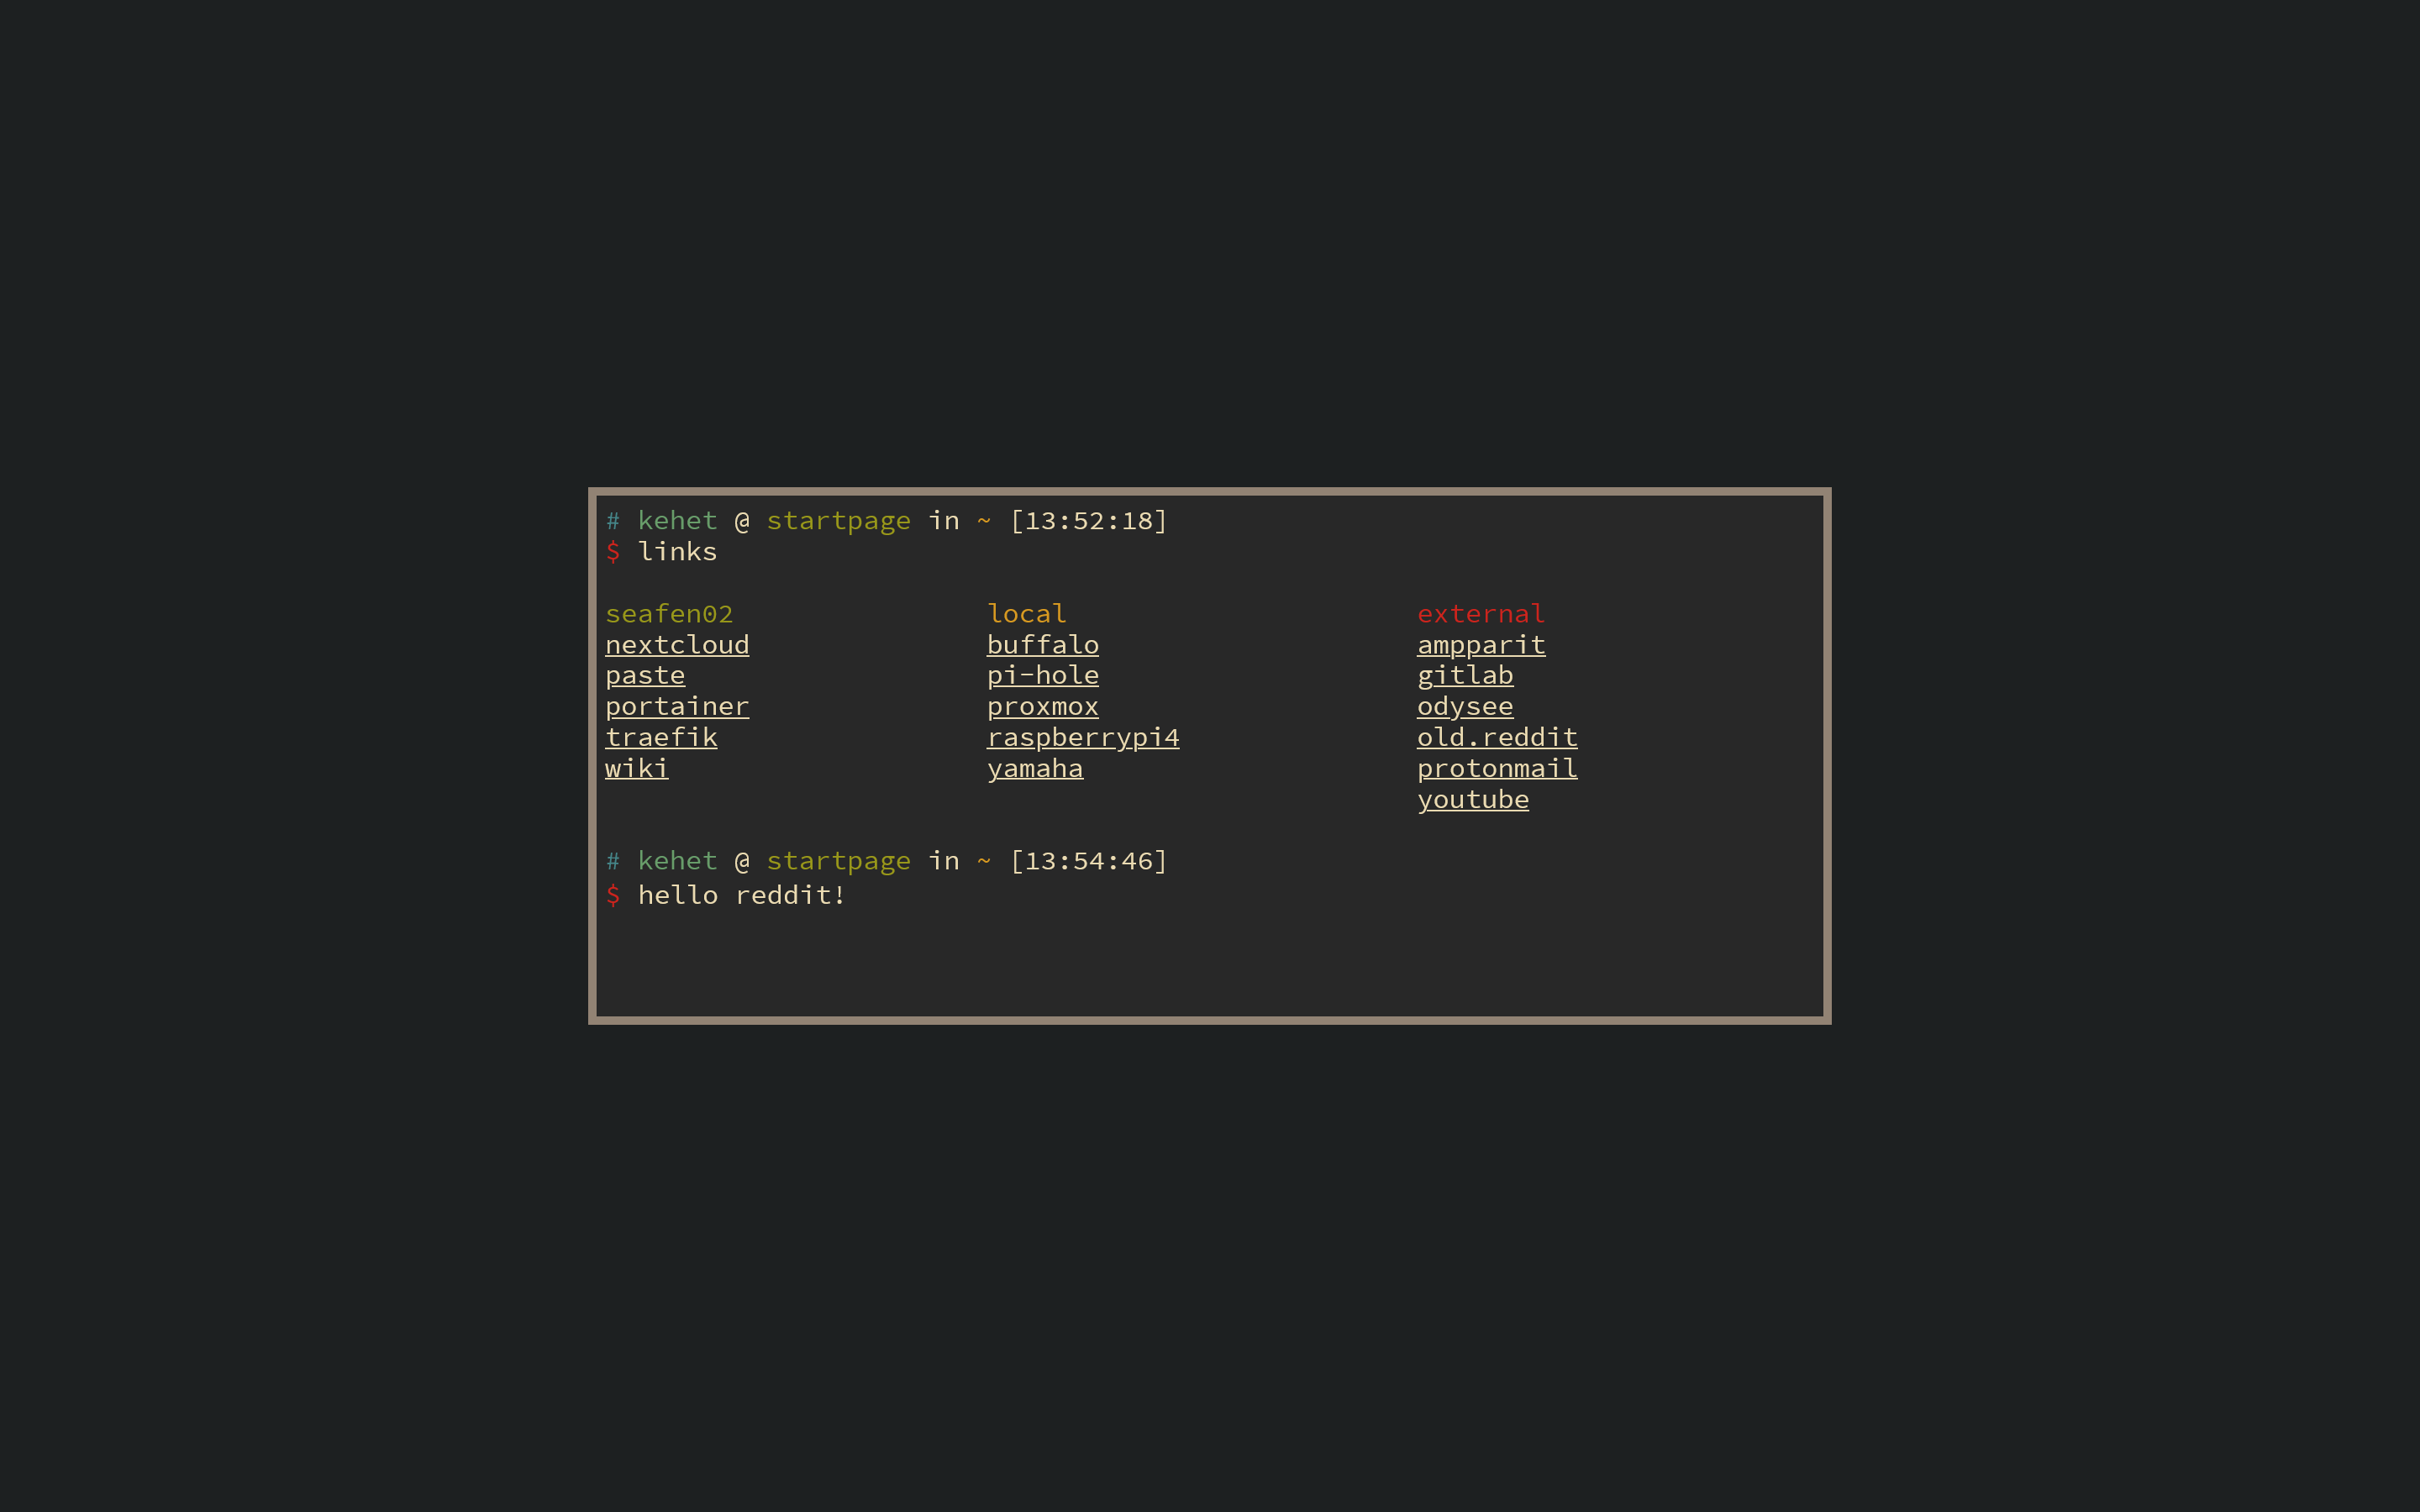 # kehet @ startpage in ~ [13:52:18]
$ links
seafen02 local external
nextcloud buffalo ampparit
paste pi-hole gitlab
portainer proxmox odysee
traefik raspberrypi4 old.reddit
wiki yamaha protonmail
youtube
# kehet @ startpage in ~ [13:54:46]
$ hello reddit!